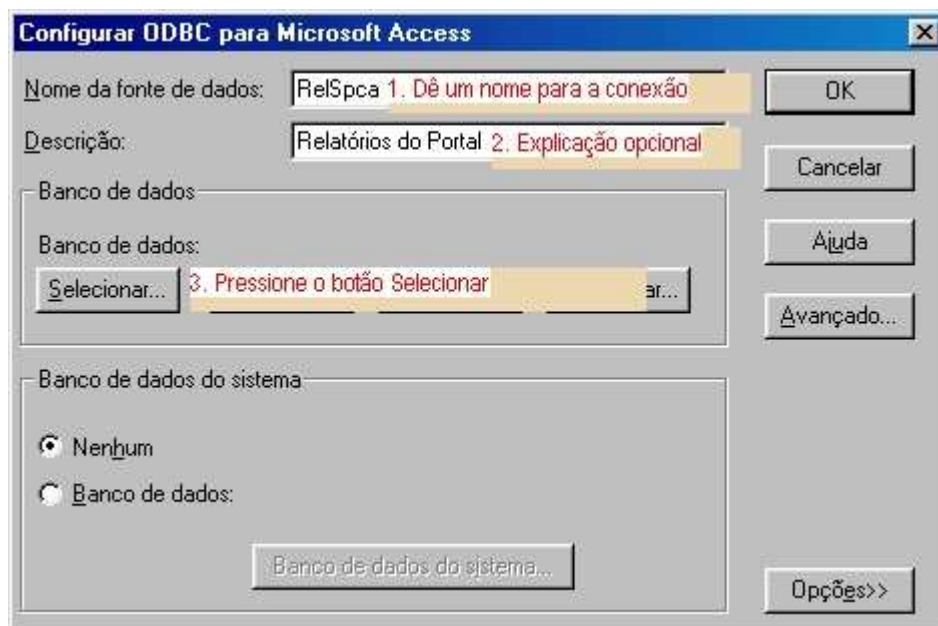 Configurar ODBC para Microsoft Access
Nome da fonte de dados: RelSpca 1. Dê um nome para a conexão
OK
Descrição: Relatórios do Portal 2. Explicação opcional
Cancelar
Banco de dados
Banco de dados:
Ajuda
Selecionar... 3. Pressione o botão Selecionar ar...
Avançado...
Banco de dados do sistema
Nenhum
Banco de dados:
Banco de dados do sistema...
Opções>>